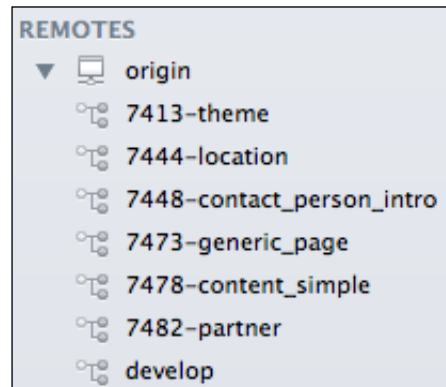 REMOTES
origin
7413-theme
7444-location
7448-contact_person_intro
7473-generic_page
7478-content_simple
7482-partner
develop